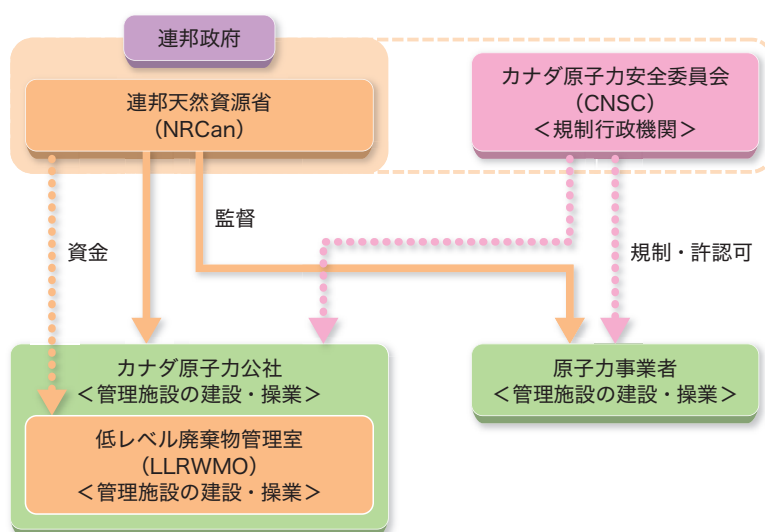 連邦政府
連邦天然資源省
(NRCan)
カナダ原子力安全委員会
(CNSC)
＜規制行政機関＞
監督
資金
規制・許認可
カナダ原子力公社
＜管理施設の建設・操業＞
低レベル廃棄物管理室
(LLRWMO)
＜管理施設の建設・操業＞
原子力事業者
＜管理施設の建設・操業＞